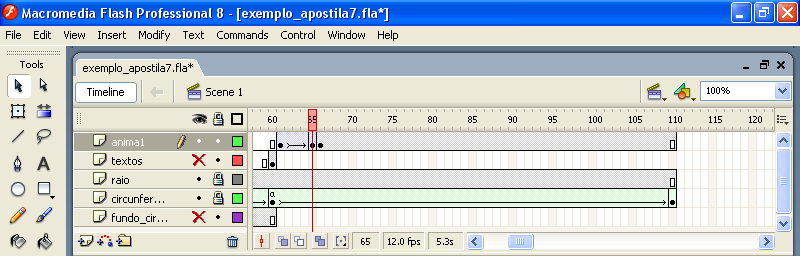 Macromedia Flash Professional 8 - [exemplo_apostila7.fla*]
File Edit View Insert Modify Text Commands Control Window Help
Tools
exemplo_apostila7.fla*
Timeline Scene 1 100%
60 65 70 75 80 85 90 95 100 105 110 115 120
anima1
textos
raio
circunfer...
a
fundo_cir...
65 12.0 fps 5.3s